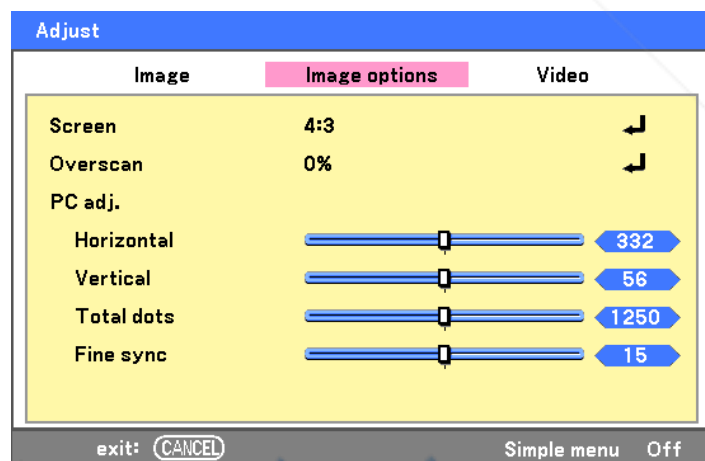 Adjust
Image Image options Video
Screen 4:3
Overscan 0%
PC adj.
Horizontal 332
Vertical 56
Total dots 1250
Fine sync 15
exit: CANCEL Simple menu Off